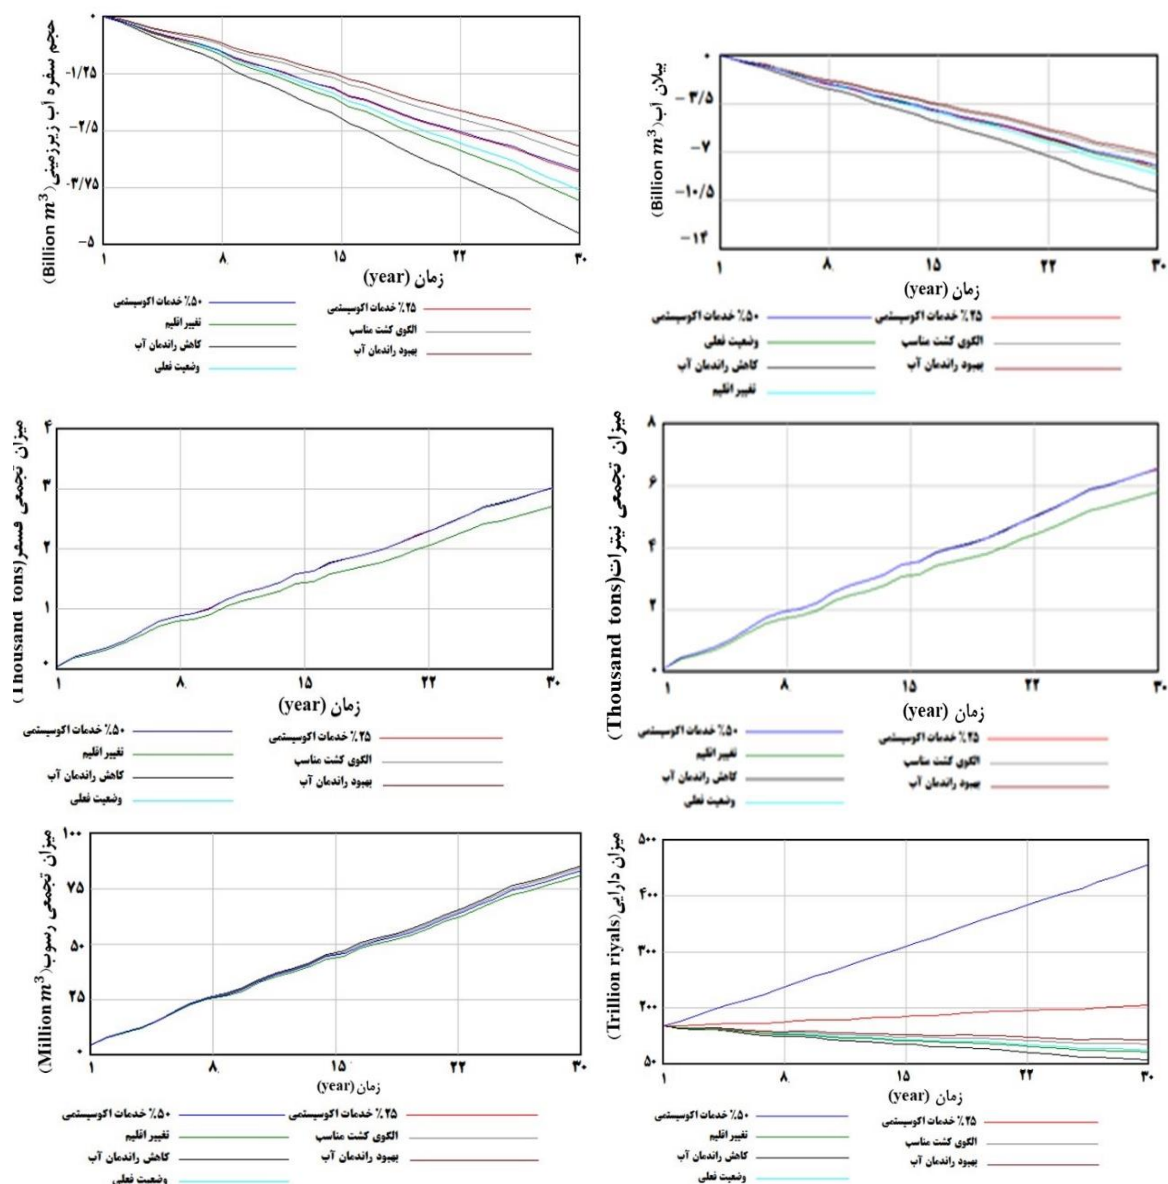 حجم سفره آب زیرزمینی (Billion m³)
۰
-۱/۲۵
-۲/۵
-۳/۷۵
-۵
۱
۸
۱۵
۲۲
۳۰
زمان (year)
۵۰٪ خدمات اکوسیستمی
۲۵٪ خدمات اکوسیستمی
تغییر اقلیم
الگوی کشت مناسب
کاهش راندمان آب
بهبود راندمان آب
وضعیت فعلی
بیلان آب (Billion m³)
۰
-۳/۵
-۷
-۱۰/۵
-۱۴
۱
۸
۱۵
۲۲
۳۰
زمان (year)
۵۰٪ خدمات اکوسیستمی
۲۵٪ خدمات اکوسیستمی
وضعیت فعلی
الگوی کشت مناسب
کاهش راندمان آب
بهبود راندمان آب
تغییر اقلیم
میزان تجمعی فسفر (Thousand tons)
۴
۳
۲
۱
۰
۱
۸
۱۵
۲۲
۳۰
زمان (year)
۵۰٪ خدمات اکوسیستمی
۲۵٪ خدمات اکوسیستمی
تغییر اقلیم
الگوی کشت مناسب
کاهش راندمان آب
بهبود راندمان آب
وضعیت فعلی
میزان تجمعی نیترات (Thousand tons)
۸
۶
۴
۲
۰
۱
۸
۱۵
۲۲
۳۰
زمان (year)
۵۰٪ خدمات اکوسیستمی
۲۵٪ خدمات اکوسیستمی
تغییر اقلیم
الگوی کشت مناسب
کاهش راندمان آب
بهبود راندمان آب
وضعیت فعلی
میزان تجمعی رسوب (Million m³)
۱۰۰
۷۵
۵۰
۲۵
۰
۱
۸
۱۵
۲۲
۳۰
زمان (year)
۵۰٪ خدمات اکوسیستمی
۲۵٪ خدمات اکوسیستمی
تغییر اقلیم
الگوی کشت مناسب
کاهش راندمان آب
بهبود راندمان آب
وضعیت فعلی
میزان دارایی (Trillion riyals)
۵۰۰
۴۰۰
۳۰۰
۲۰۰
۵۰
۱
۸
۱۵
۲۲
۳۰
زمان (year)
۵۰٪ خدمات اکوسیستمی
۲۵٪ خدمات اکوسیستمی
تغییر اقلیم
الگوی کشت مناسب
کاهش راندمان آب
بهبود راندمان آب
وضعیت فعلی